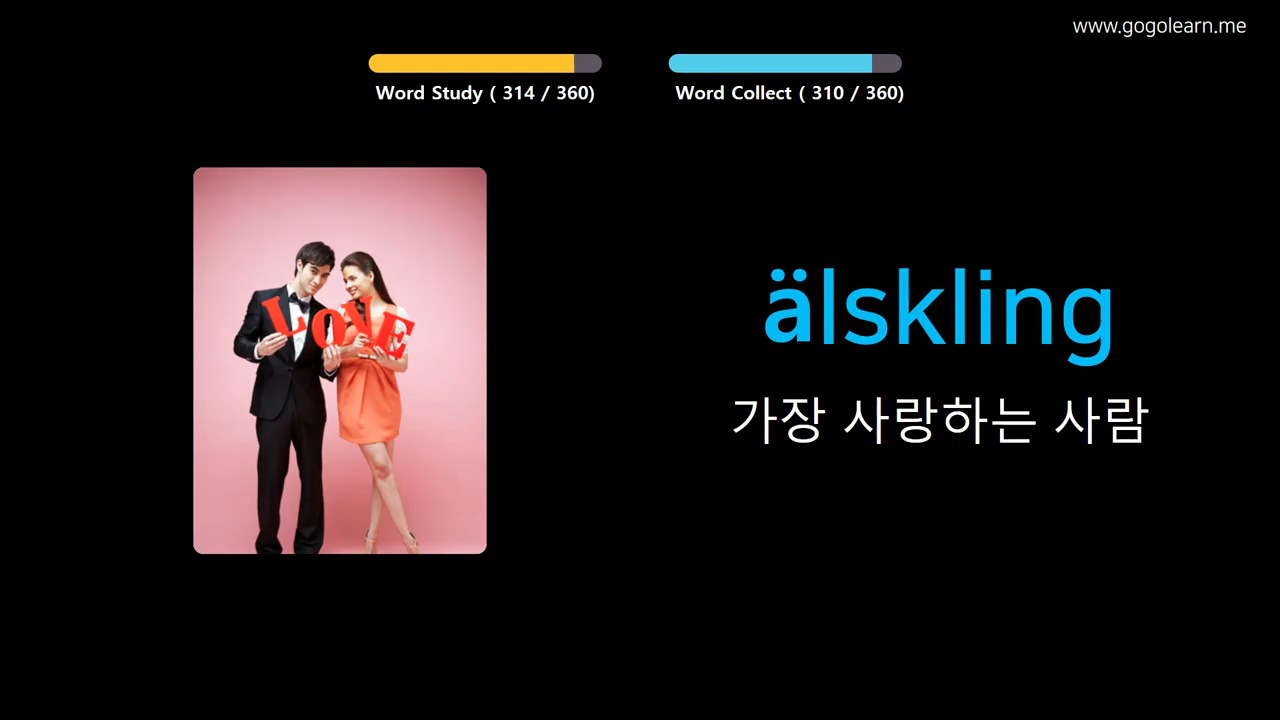 www.gogolearn.me
Word Study ( 314 / 360)
Word Collect ( 310 / 360)
LOVE
älskling
가장 사랑하는 사람